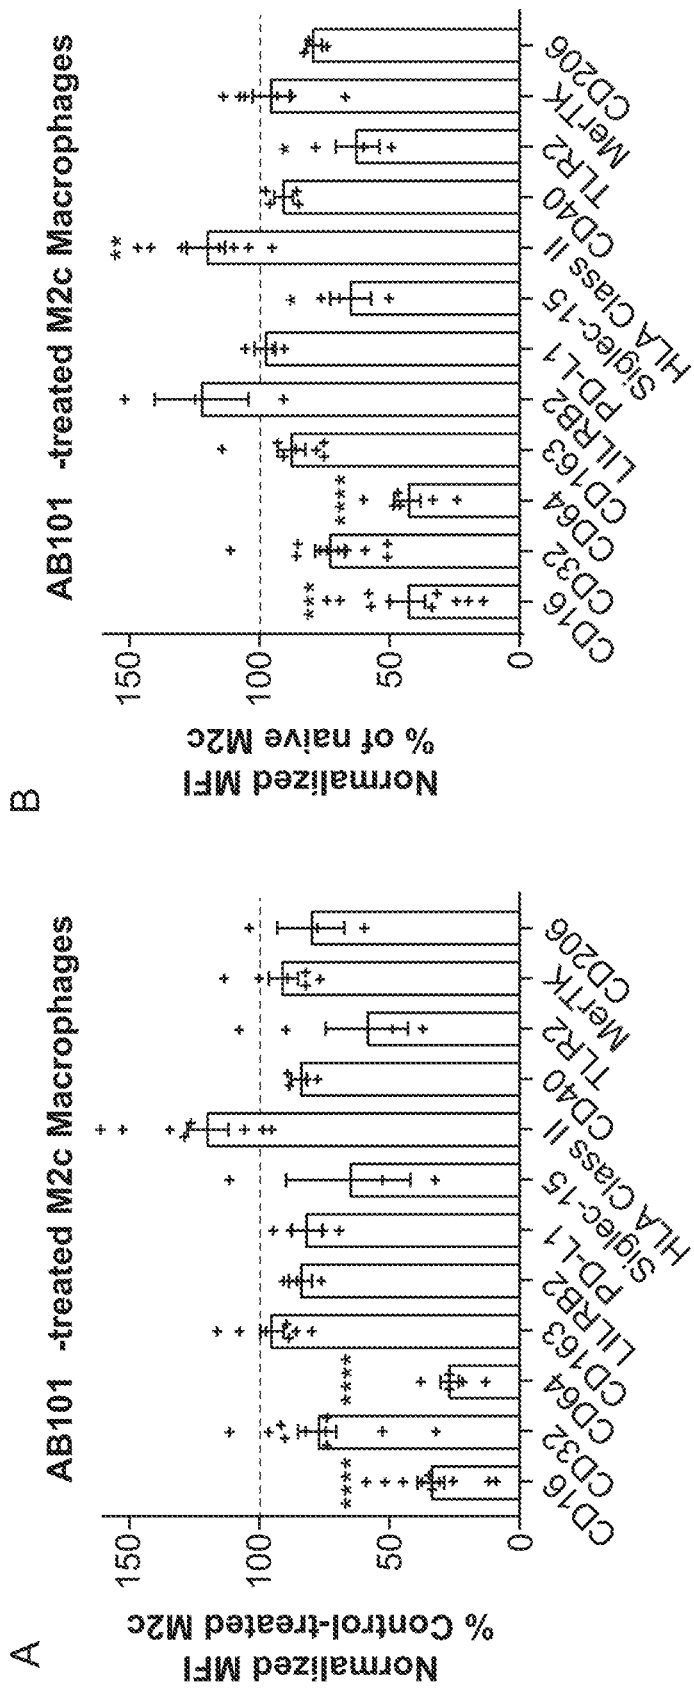 A
AB101 -treated M2c Macrophages
Normalized MFI
% Control-treated M2c
150
100
50
0
****
****
CD16
CD32
CD64
CD163
LILRB2
PD-L1
Siglec-15
HLA Class II
CD40
TLR2
MerTK
CD206
B
AB101 -treated M2c Macrophages
Normalized MFI
% of naive M2c
150
100
50
0
***
****
*
**
*
CD16
CD32
CD64
CD163
LILRB2
PD-L1
Siglec-15
HLA Class II
CD40
TLR2
MerTK
CD206